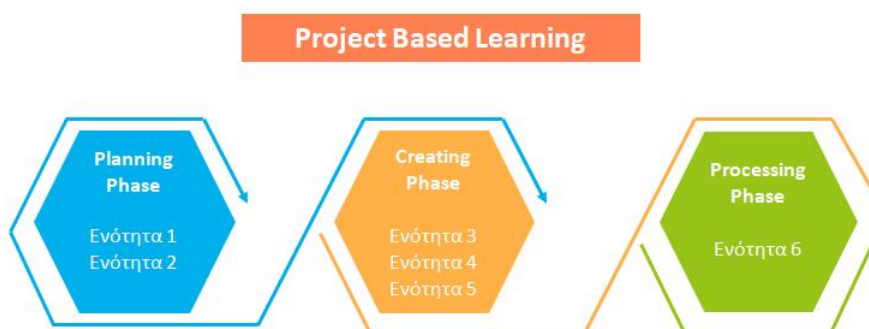 Project Based Learning
Planning
Phase
Ενότητα 1
Ενότητα 2
Creating
Phase
Ενότητα 3
Ενότητα 4
Ενότητα 5
Processing
Phase
Ενότητα 6